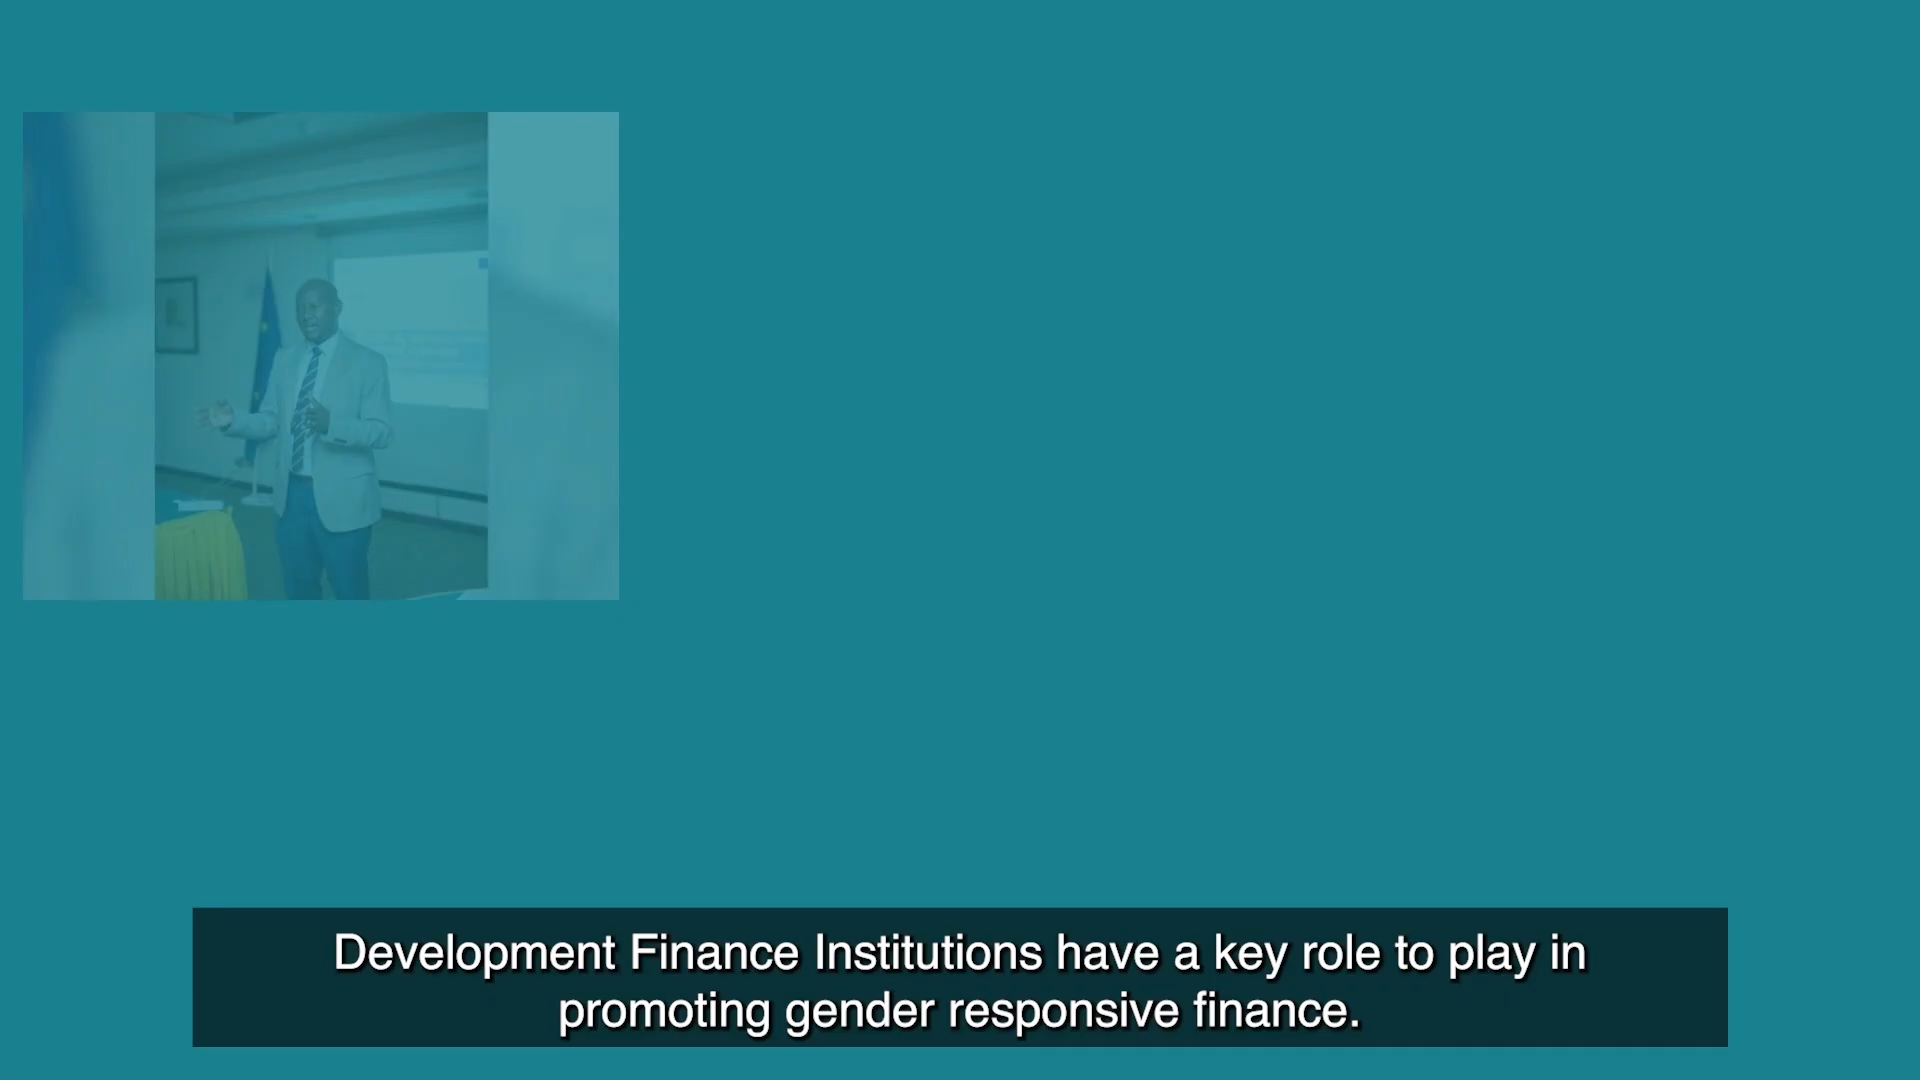 Development Finance Institutions have a key role to play in
promoting gender responsive finance.